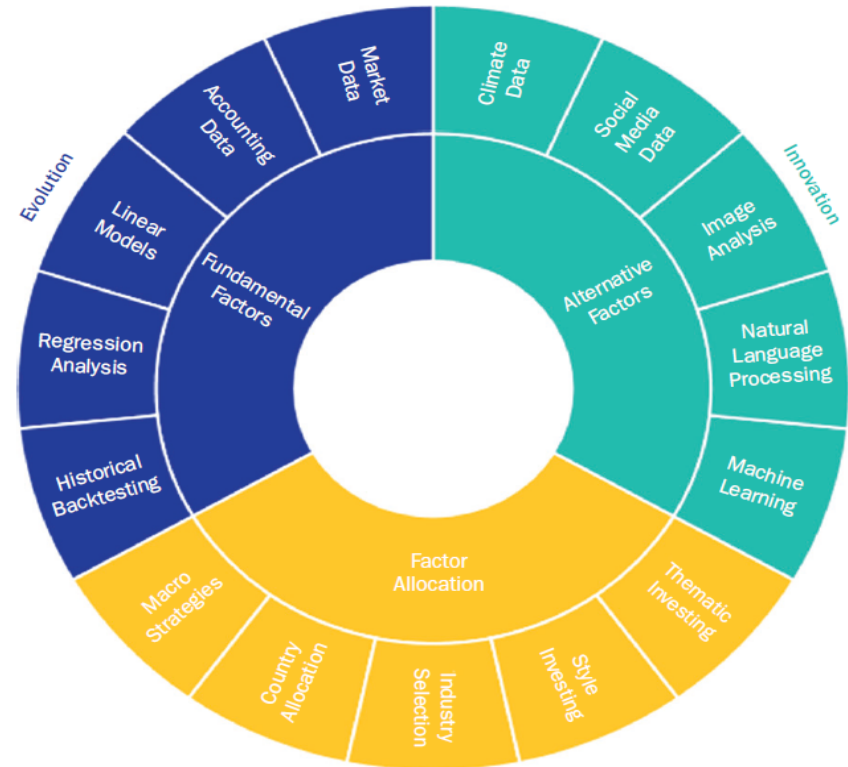 Evolution
Innovation
Fundamental
Factors
Market
Data
Accounting
Data
Linear
Models
Regression
Analysis
Historical
Backtesting
Alternative
Factors
Climate
Data
Social
Media
Data
Image
Analysis
Natural
Language
Processing
Machine
Learning
Factor
Allocation
Macro
Strategies
Country
Allocation
Industry
Selection
Style
Investing
Thematic
Investing